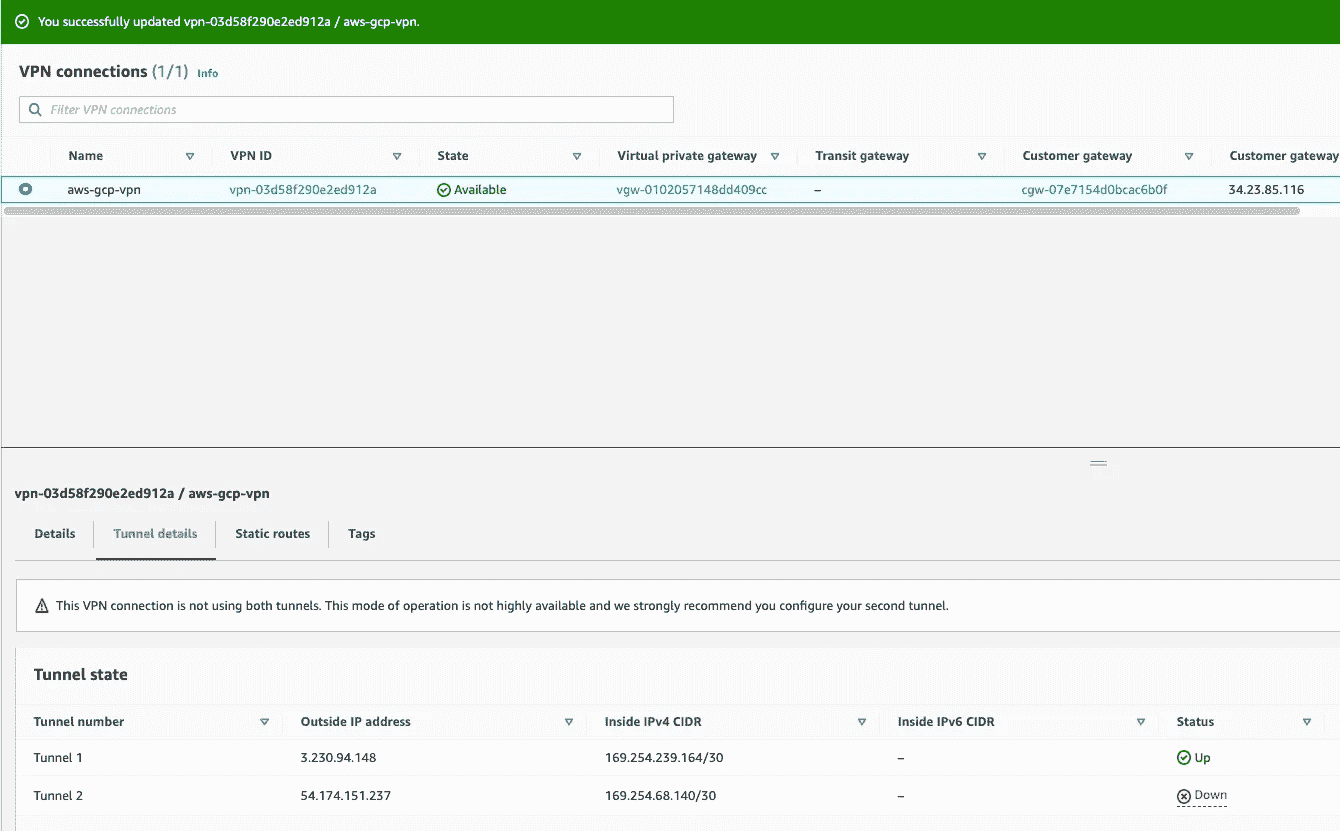 You successfully updated vpn-03d58f290e2ed912a / aws-gcp-vpn.
VPN connections (1/1) Info
Filter VPN connections
Name VPN ID State Virtual private gateway Transit gateway Customer gateway Customer gateway
aws-gcp-vpn vpn-03d58f290e2ed912a Available vgw-0102057148dd409cc – cgw-07e7154d0bcac6b0f 34.23.85.116
vpn-03d58f290e2ed912a / aws-gcp-vpn
Details Tunnel details Static routes Tags
This VPN connection is not using both tunnels. This mode of operation is not highly available and we strongly recommend you configure your second tunnel.
Tunnel state
Tunnel number Outside IP address Inside IPv4 CIDR Inside IPv6 CIDR Status
Tunnel 1 3.230.94.148 169.254.239.164/30 – Up
Tunnel 2 54.174.151.237 169.254.68.140/30 – Down